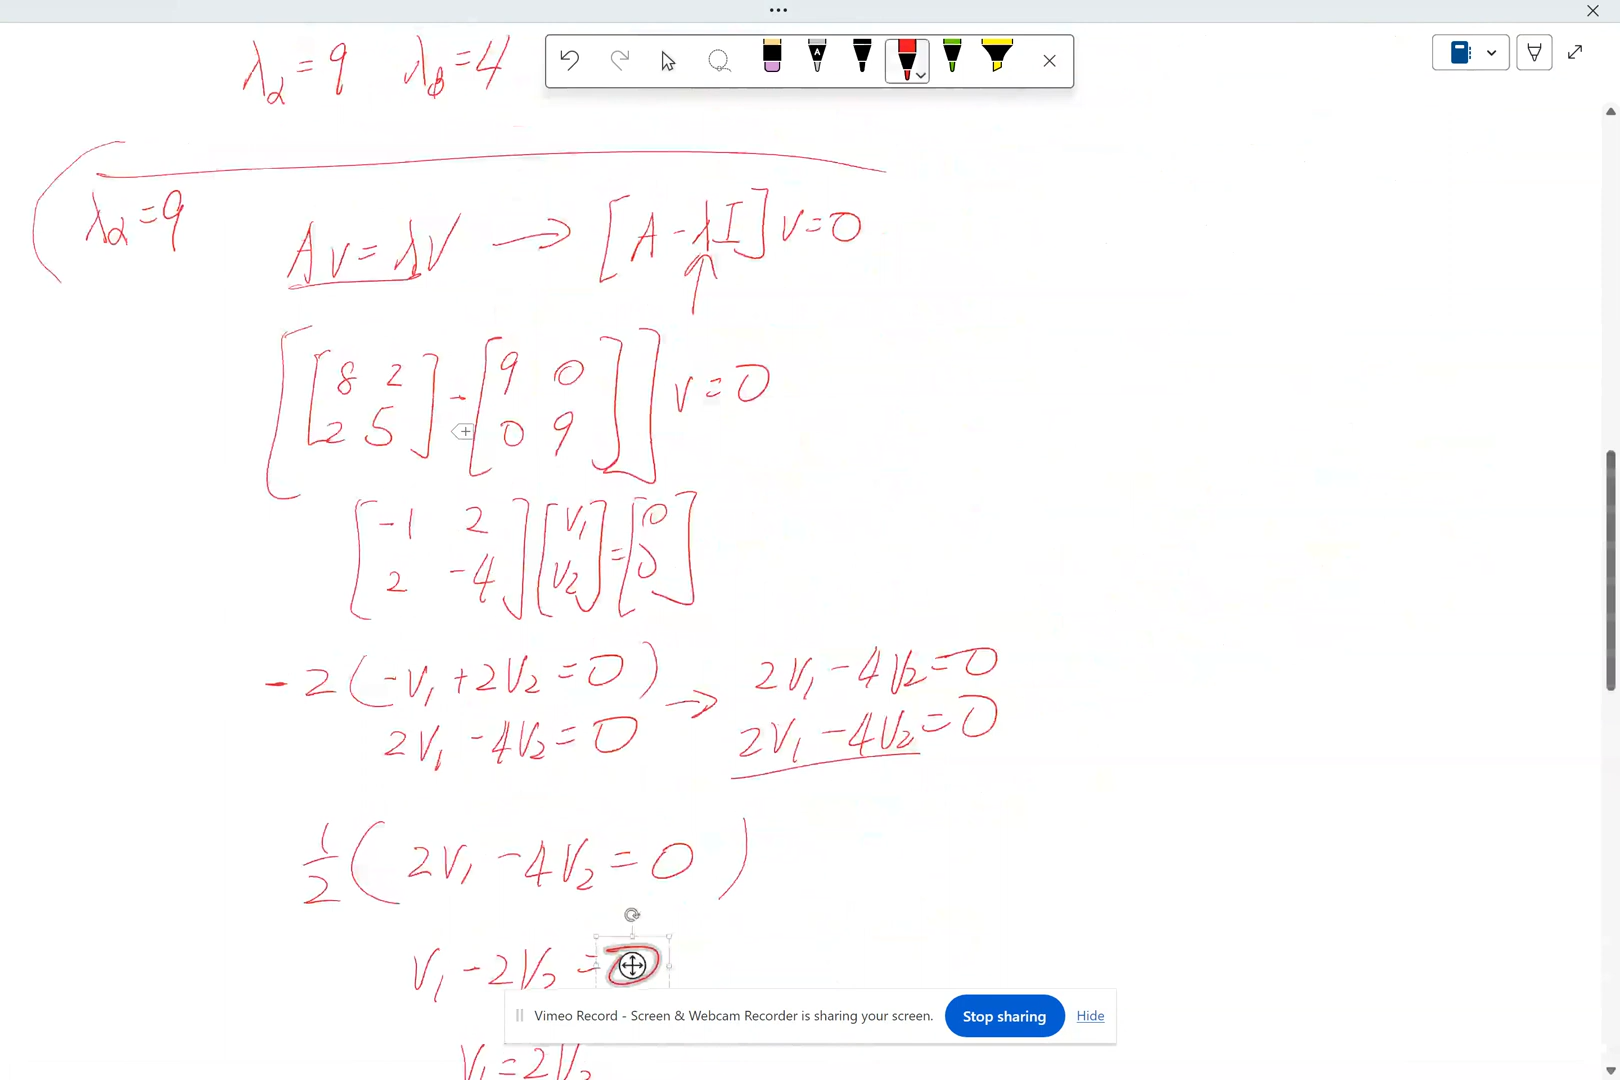 λα = 9 λβ = 4
λα = 9
Av = λv → [A - λI] v = 0
[[8 2
2 5] - [9 0
0 9]] v = 0
[-1 2
2 -4] [v₁
v₂] = [0
0]
-2(-v₁ + 2v₂ = 0) → 2v₁ - 4v₂ = 0
2v₁ - 4v₂ = 0 2v₁ - 4v₂ = 0
1/2 (2v₁ - 4v₂ = 0)
v₁ - 2v₂ = 0
Vimeo Record - Screen & Webcam Recorder is sharing your screen. Stop sharing Hide
v₁ = 2v₂